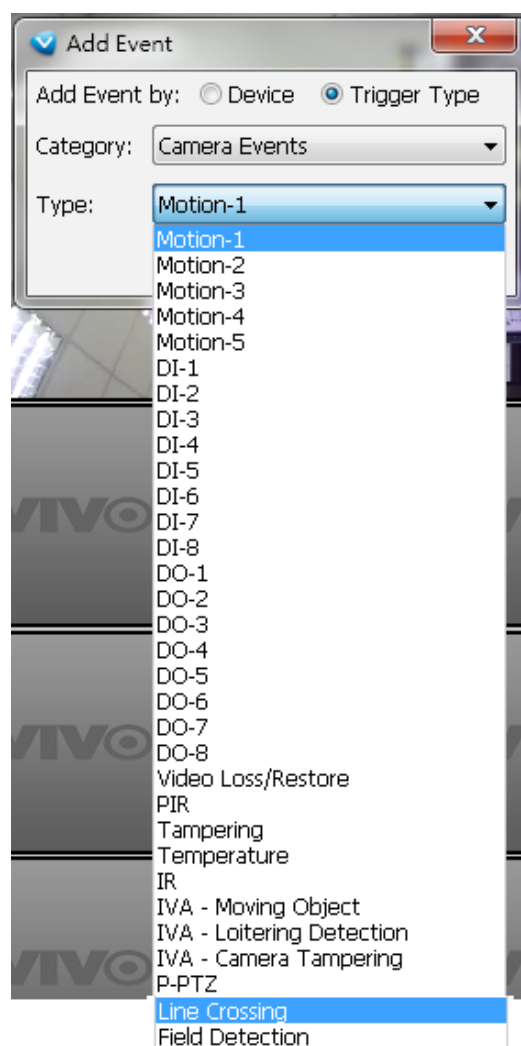 Add Event
Add Event by: Device Trigger Type
Category: Camera Events
Type: Motion-1
Motion-1
Motion-2
Motion-3
Motion-4
Motion-5
DI-1
DI-2
DI-3
DI-4
DI-5
DI-6
DI-7
DI-8
DO-1
DO-2
DO-3
DO-4
DO-5
DO-6
DO-7
DO-8
Video Loss/Restore
PIR
Tampering
Temperature
IR
IVA - Moving Object
IVA - Loitering Detection
IVA - Camera Tampering
P-PTZ
Line Crossing
Field Detection
VIVO
VIVO
VIVO